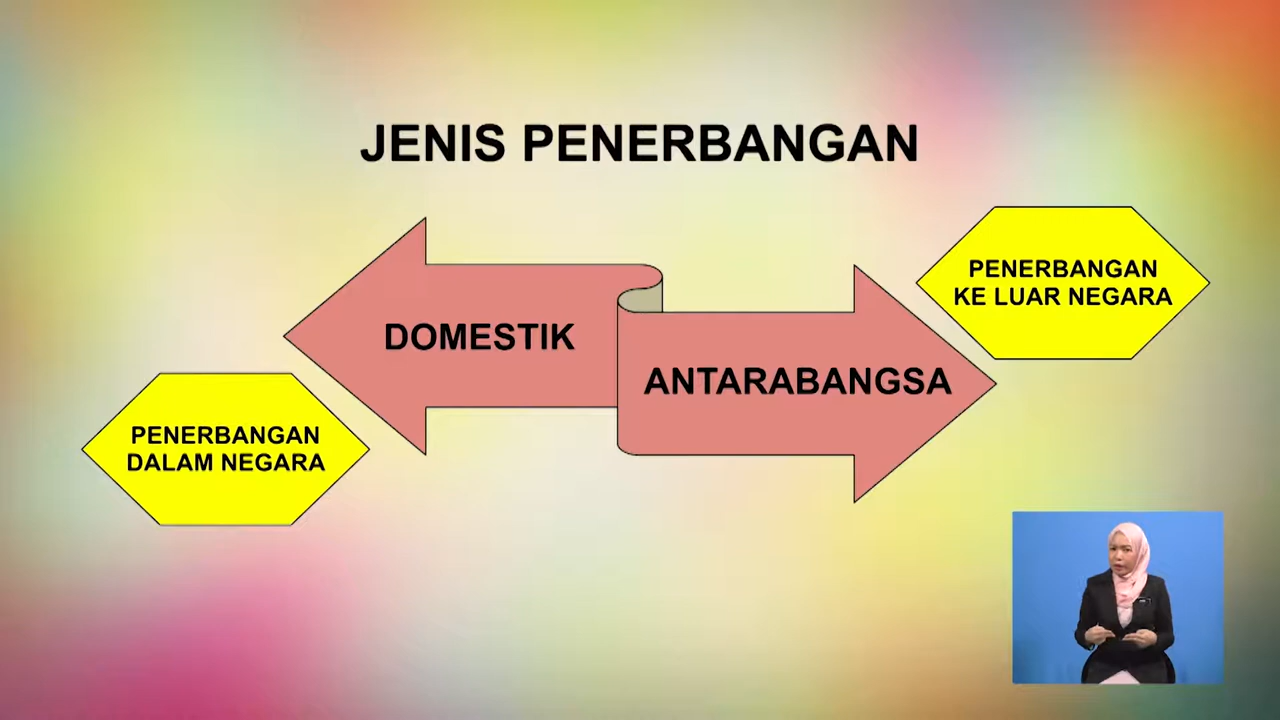 JENIS PENERBANGAN
DOMESTIK
PENERBANGAN
DALAM NEGARA
ANTARABANGSA
PENERBANGAN
KE LUAR NEGARA